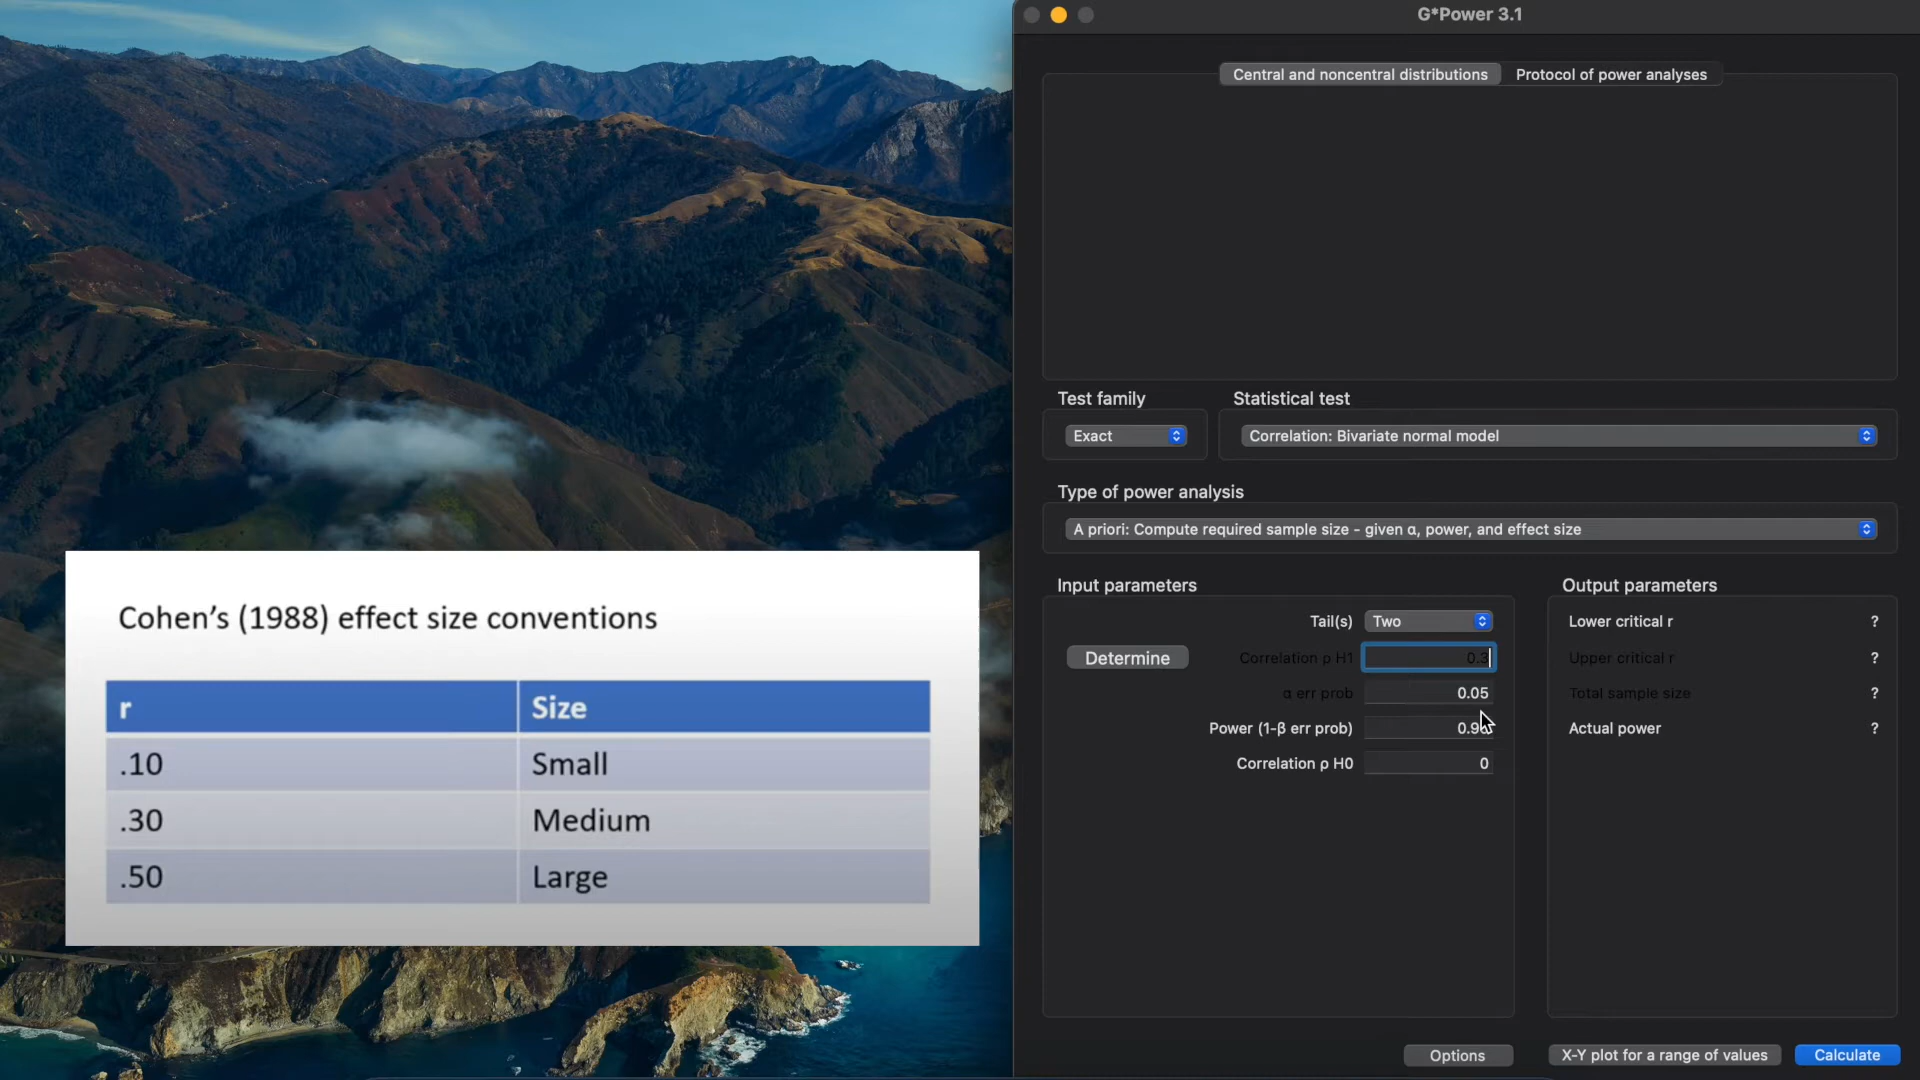 G*Power 3.1
Central and noncentral distributions
Protocol of power analyses
Test family
Statistical test
Exact
Correlation: Bivariate normal model
Type of power analysis
A priori: Compute required sample size - given α, power, and effect size
Input parameters
Output parameters
Tail(s)
Two
Lower critical r
?
Determine
Correlation ρ H1
0.3
Upper critical r
?
α err prob
0.05
Total sample size
?
Power (1-β err prob)
Actual power
?
Correlation ρ H0
0
Options
X-Y plot for a range of values
Calculate
Cohen’s (1988) effect size conventions
r
Size
.10
Small
.30
Medium
.50
Large